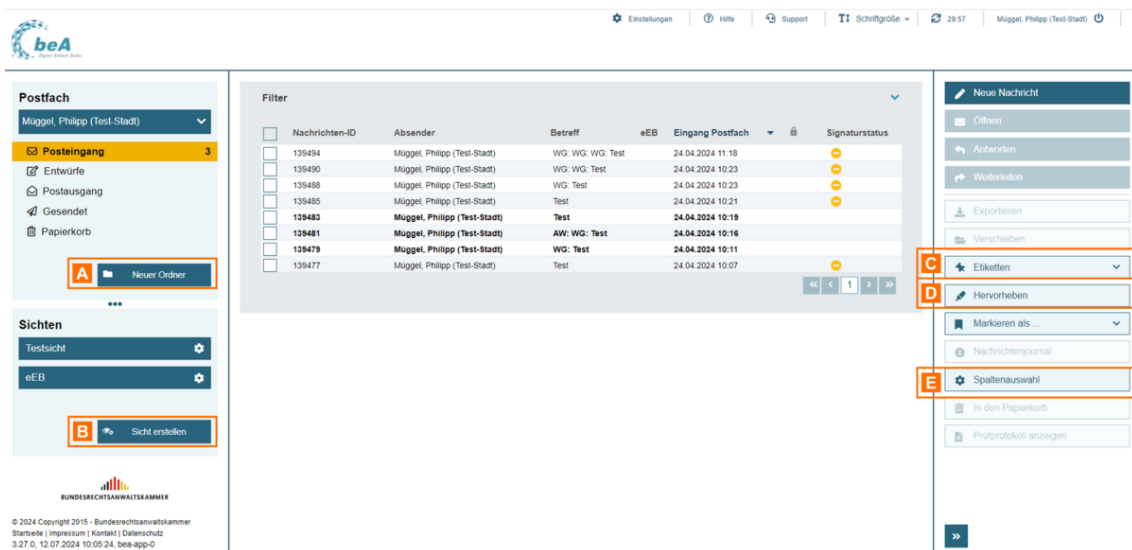 Einstellungen Hilfe Support Schriftgröße 29:57 Müggel, Philipp (Test-Stadt)
beA
Digital. Einfach. Sicher.
Postfach
Müggel, Philipp (Test-Stadt)
Posteingang 3
Entwürfe
Postausgang
Gesendet
Papierkorb
A Neuer Ordner
Sichten
Testsicht
eEB
B Sicht erstellen
BUNDESRECHTSANWALTSKAMMER
© 2024 Copyright 2015 - Bundesrechtsanwaltskammer
Startseite | Impressum | Kontakt | Datenschutz
3.27.0, 12.07.2024 10:05:24, bea-app-0
Filter
Nachrichten-ID Absender Betreff eEB Eingang Postfach Signaturstatus
139494 Müggel, Philipp (Test-Stadt) WG: WG: WG: Test 24.04.2024 11:18
139490 Müggel, Philipp (Test-Stadt) WG: WG: Test 24.04.2024 10:23
139488 Müggel, Philipp (Test-Stadt) WG: Test 24.04.2024 10:23
139485 Müggel, Philipp (Test-Stadt) Test 24.04.2024 10:21
139483 Müggel, Philipp (Test-Stadt) Test 24.04.2024 10:19
139481 Müggel, Philipp (Test-Stadt) AW: WG: Test 24.04.2024 10:16
139479 Müggel, Philipp (Test-Stadt) WG: Test 24.04.2024 10:11
139477 Müggel, Philipp (Test-Stadt) Test 24.04.2024 10:07
« < 1 > »
Neue Nachricht
Öffnen
Antworten
Weiterleiten
Exportieren
Verschieben
C Etiketten
D Hervorheben
Markieren als ...
Nachrichtenjournal
E Spaltenauswahl
In den Papierkorb
Prüfprotokoll anzeigen
»